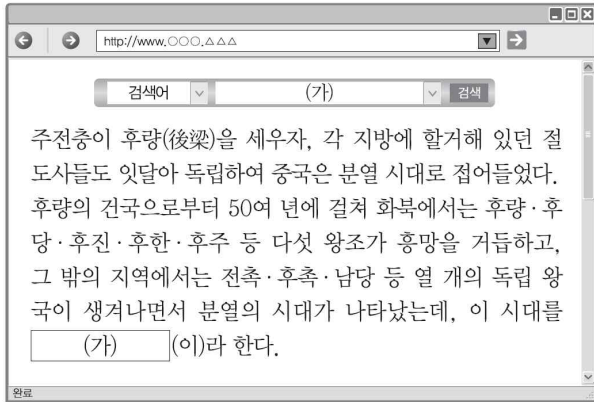 http://www.○○○.△△△
검색어 (가) 검색
주전충이 후량(後梁)을 세우자, 각 지방에 할거해 있던 절
도사들도 잇달아 독립하여 중국은 분열 시대로 접어들었다.
후량의 건국으로부터 50여 년에 걸쳐 화북에서는 후량·후
당·후진·후한·후주 등 다섯 왕조가 흥망을 거듭하고,
그 밖의 지역에서는 전촉·후촉·남당 등 열 개의 독립 왕
국이 생겨나면서 분열의 시대가 나타났는데, 이 시대를
(가) (이)라 한다.
완료